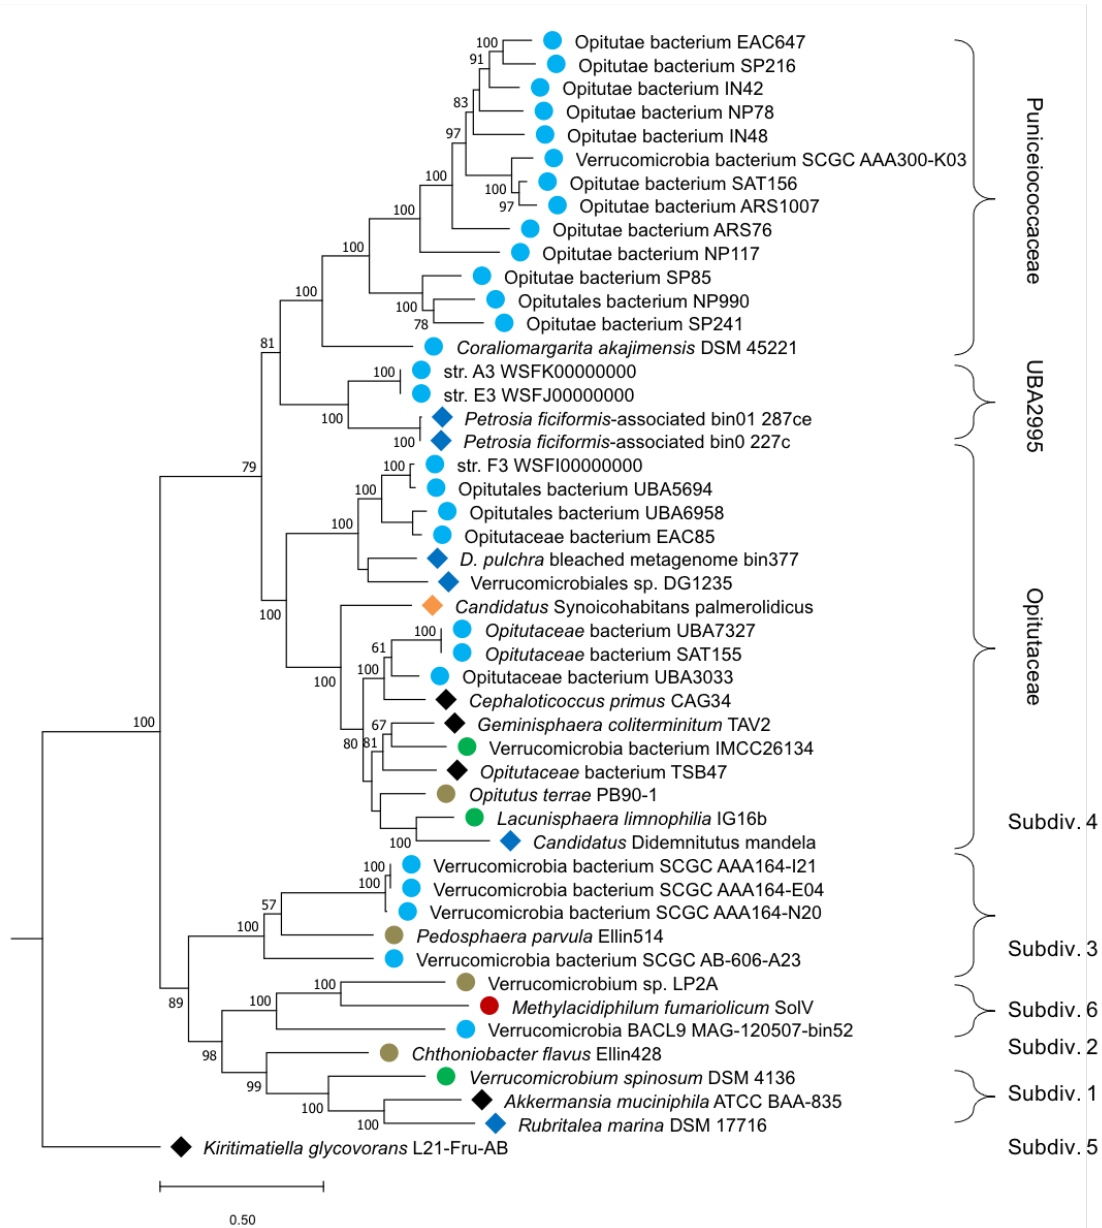 100
Opitutae bacterium EAC647
91
Opitutae bacterium SP216
Opitutae bacterium IN42
83
Opitutae bacterium NP78
97
Opitutae bacterium IN48
Verrucomicrobia bacterium SCGC AAA300-K03
100
100
Opitutae bacterium SAT156
97
Opitutae bacterium ARS1007
100
Opitutae bacterium ARS76
100
Opitutae bacterium NP117
Opitutae bacterium SP85
100
Opitutales bacterium NP990
100
78
Opitutae bacterium SP241
81
Coraliomargarita akajimensis DSM 45221
Puniceiococcaceae
100
str. A3 WSFK00000000
str. E3 WSFJ00000000
100
Petrosia ficiformis-associated bin01 287ce
100
Petrosia ficiformis-associated bin0 227c
UBA2995
79
100
str. F3 WSFI00000000
100
Opitutales bacterium UBA5694
Opitutales bacterium UBA6958
100
Opitutaceae bacterium EAC85
D. pulchra bleached metagenome bin377
Verrucomicrobiales sp. DG1235
100
Candidatus Synoicohabitans palmerolidicus
100
Opitutaceae bacterium UBA7327
61
Opitutaceae bacterium SAT155
100
100
Opitutaceae bacterium UBA3033
Cephaloticoccus primus CAG34
67
Geminisphaera coliterminitum TAV2
80
81
Verrucomicrobia bacterium IMCC26134
Opitutaceae bacterium TSB47
Opitutus terrae PB90-1
Lacunisphaera limnophilia IG16b
100
Candidatus Didemnitutus mandela
Opitutaceae
Subdiv. 4
100
100
Verrucomicrobia bacterium SCGC AAA164-I21
100
Verrucomicrobia bacterium SCGC AAA164-E04
57
Verrucomicrobia bacterium SCGC AAA164-N20
100
Pedosphaera parvula Ellin514
Verrucomicrobia bacterium SCGC AB-606-A23
Subdiv. 3
89
100
Verrucomicrobium sp. LP2A
100
Methylacidiphilum fumariolicum SolV
Verrucomicrobia BACL9 MAG-120507-bin52
Subdiv. 6
98
Chthoniobacter flavus Ellin428
Subdiv. 2
99
Verrucomicrobium spinosum DSM 4136
100
Akkermansia muciniphila ATCC BAA-835
100
Rubritalea marina DSM 17716
Subdiv. 1
Kiritimatiella glycovorans L21-Fru-AB
Subdiv. 5
0.50